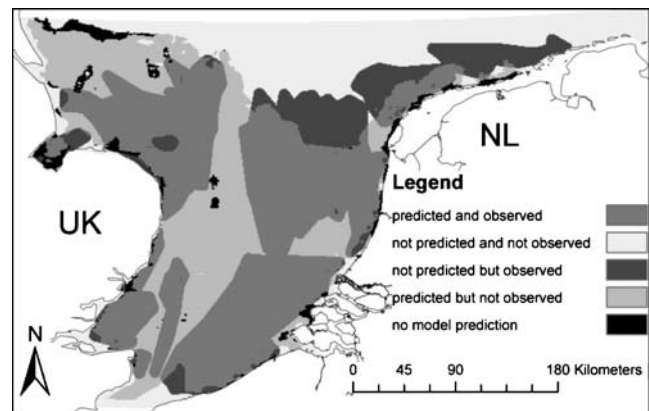 NL
Legend
UK
predicted and observed
not predicted and not observed
not predicted but observed
predicted but not observed
no model prediction
N
0 45 90 180 Kilometers